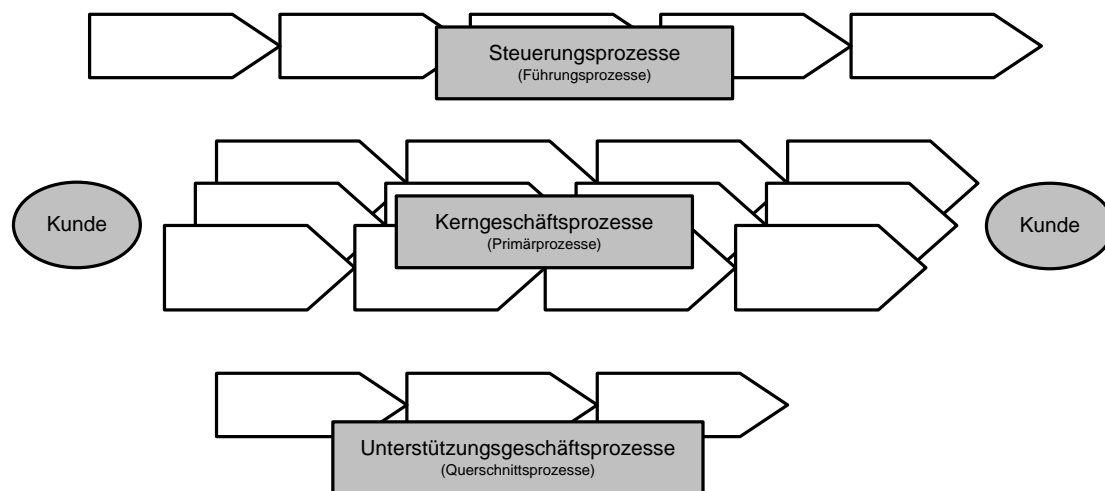 Steuerungsprozesse
(Führungsprozesse)
Kunde
Kerngeschäftsprozesse
(Primärprozesse)
Kunde
Unterstützungsgeschäftsprozesse
(Querschnittsprozesse)